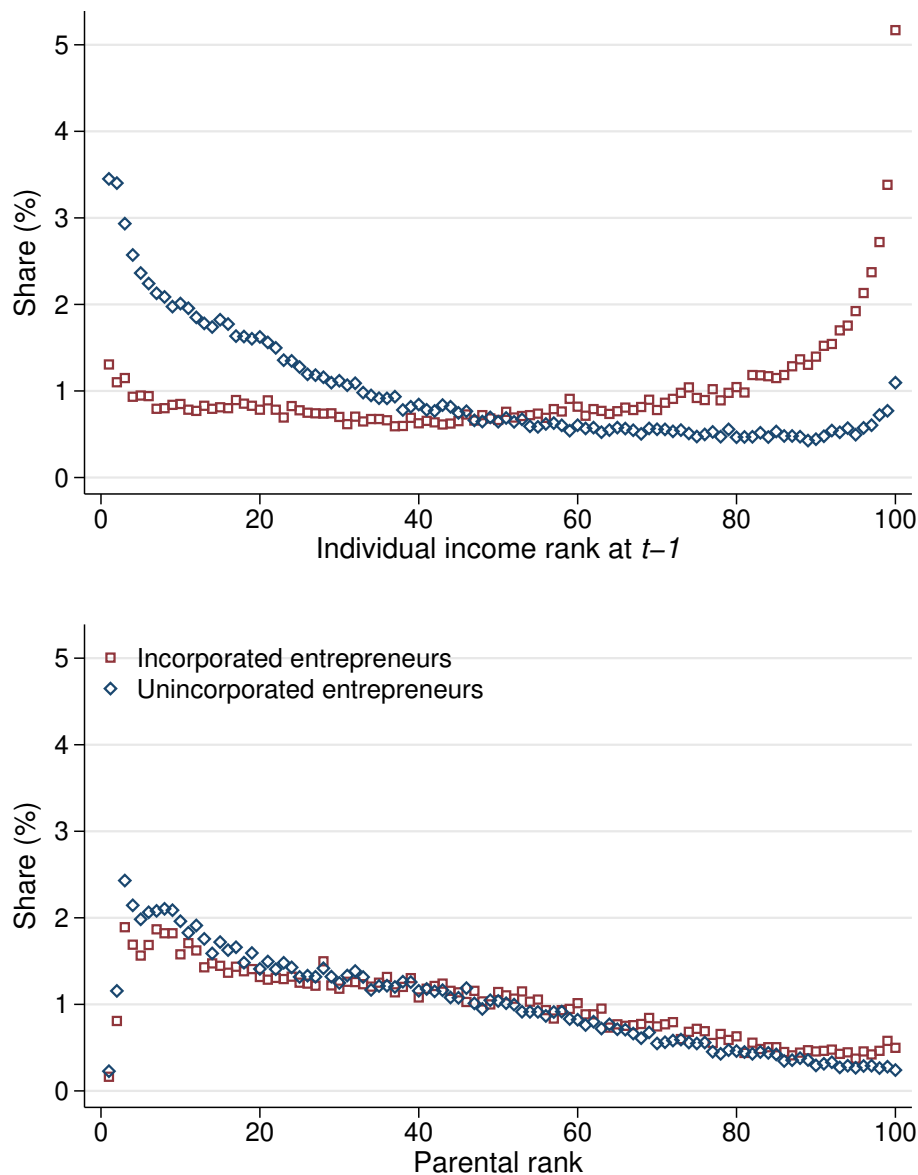 5
4
3
2
1
0
Share (%)
0 20 40 60 80 100
Individual income rank at t−1
5
4
3
2
1
0
Share (%)
Incorporated entrepreneurs
Unincorporated entrepreneurs
0 20 40 60 80 100
Parental rank